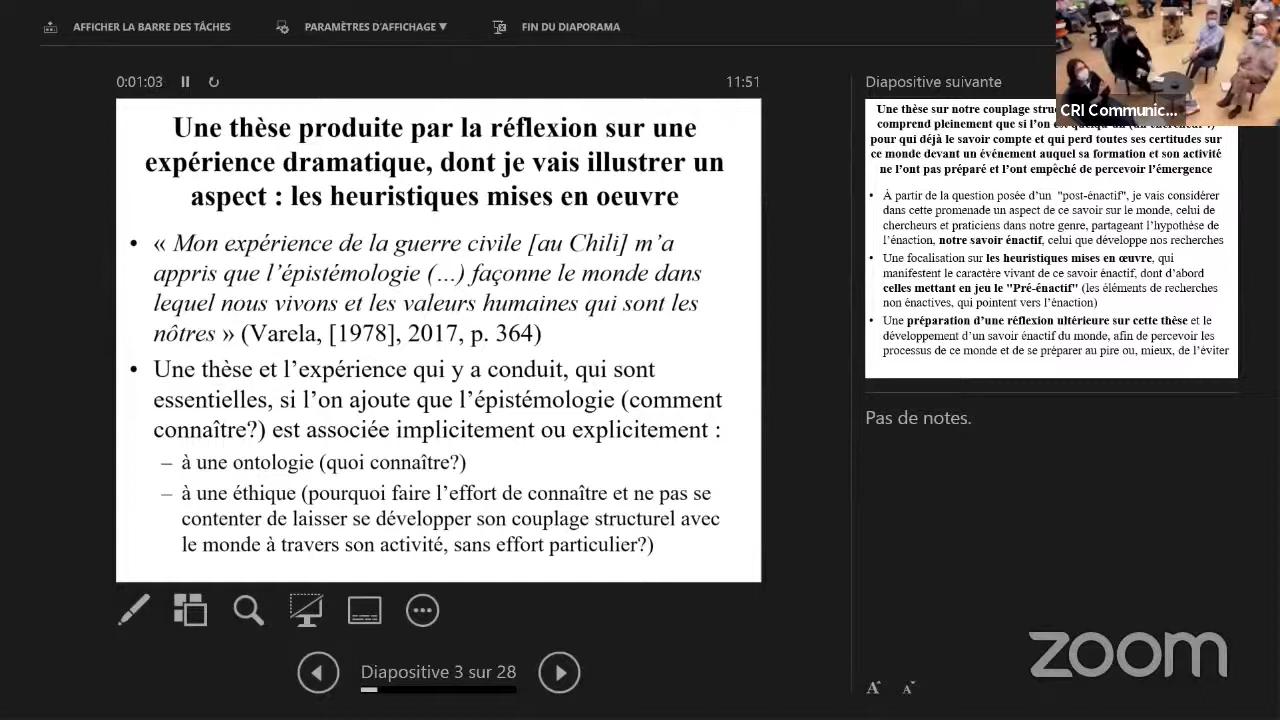 AFFICHER LA BARRE DES TÂCHES
PARAMÈTRES D'AFFICHAGE ▼
FIN DU DIAPORAMA
0:01:03
11:51
Une thèse produite par la réflexion sur une
expérience dramatique, dont je vais illustrer un
aspect : les heuristiques mises en oeuvre
• « Mon expérience de la guerre civile [au Chili] m’a
appris que l’épistémologie (…) façonne le monde dans
lequel nous vivons et les valeurs humaines qui sont les
nôtres » (Varela, [1978], 2017, p. 364)
• Une thèse et l’expérience qui y a conduit, qui sont
essentielles, si l’on ajoute que l’épistémologie (comment
connaître?) est associée implicitement ou explicitement :
– à une ontologie (quoi connaître?)
– à une éthique (pourquoi faire l’effort de connaître et ne pas se
contenter de laisser se développer son couplage structurel avec
le monde à travers son activité, sans effort particulier?)
Diapositive 3 sur 28
Diapositive suivante
CRI Communic...
Une thèse sur notre couplage
comprend pleinement que si l’on
pour qui déjà le savoir compte et qui perd toutes ses certitudes sur
ce monde devant un événement auquel sa formation et son activité
ne l’ont pas préparé et l’ont empêché de percevoir l’émergence
• À partir de la question posée d’un "post-énactif", je vais considérer
dans cette promenade un aspect de ce savoir sur le monde, celui de
chercheurs et praticiens dans notre genre, partageant l’hypothèse de
l’énaction, notre savoir énactif, celui que développe nos recherches
• Une focalisation sur les heuristiques mises en œuvre, qui
manifestent le caractère vivant de ce savoir énactif, dont d’abord
celles mettant en jeu le "Pré-énactif" (les éléments de recherches
non énactives, qui pointent vers l’énaction)
• Une préparation d’une réflexion ultérieure sur cette thèse et le
développement d’un savoir énactif du monde, afin de percevoir les
processus de ce monde et de se préparer au pire ou, mieux, de l’éviter
Pas de notes.
A A
zoom